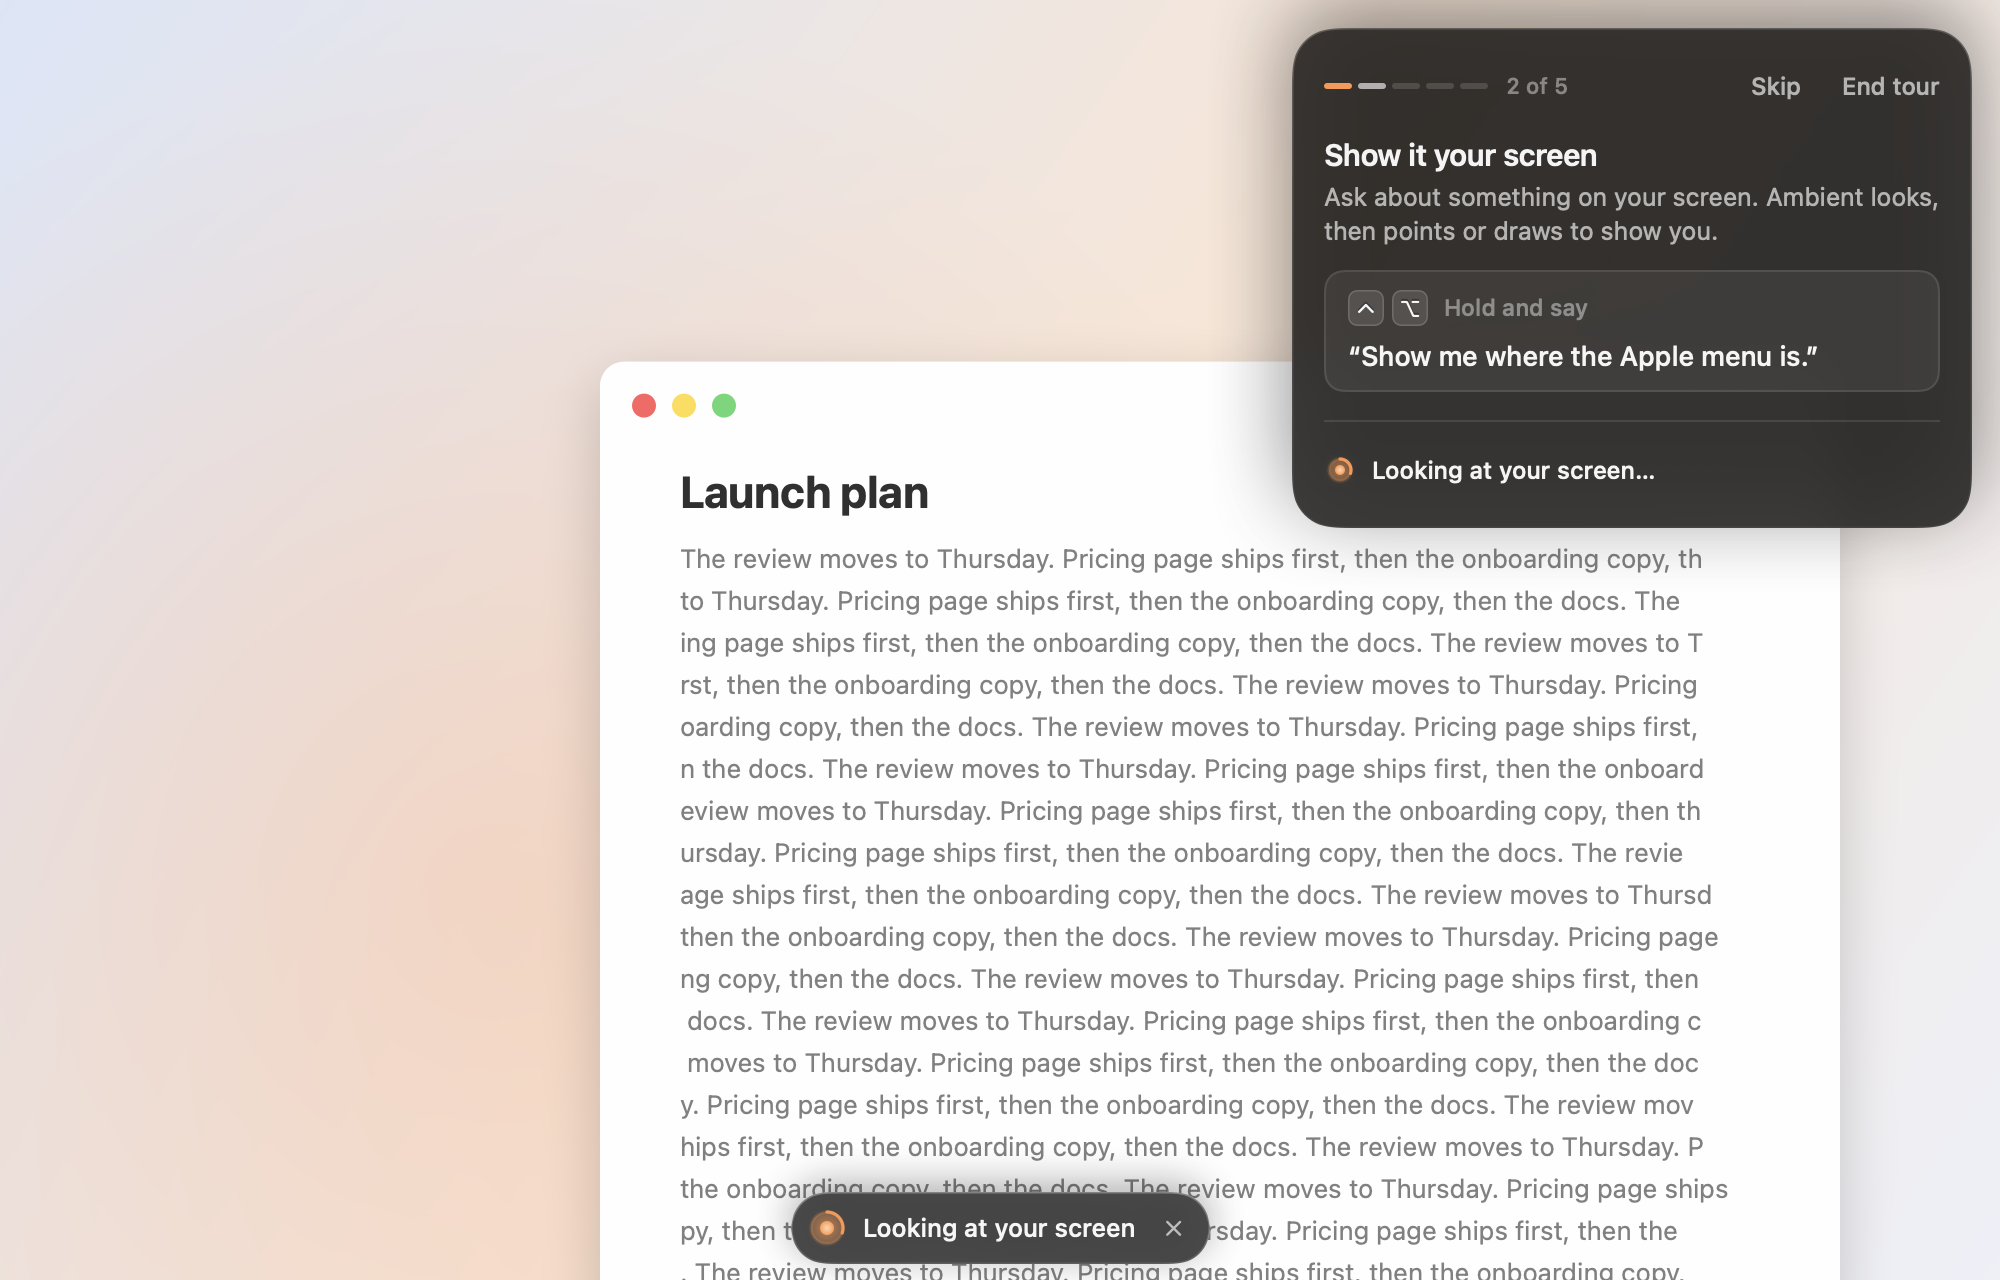 2 of 5
Skip
End tour
Show it your screen
Ask about something on your screen. Ambient looks,
then points or draws to show you.
Hold and say
“Show me where the Apple menu is.”
Looking at your screen...
Launch plan
The review moves to Thursday. Pricing page ships first, then the onboarding copy, th
to Thursday. Pricing page ships first, then the onboarding copy, then the docs. The
ing page ships first, then the onboarding copy, then the docs. The review moves to T
rst, then the onboarding copy, then the docs. The review moves to Thursday. Pricing
oarding copy, then the docs. The review moves to Thursday. Pricing page ships first,
n the docs. The review moves to Thursday. Pricing page ships first, then the onboard
eview moves to Thursday. Pricing page ships first, then the onboarding copy, then th
ursday. Pricing page ships first, then the onboarding copy, then the docs. The revie
age ships first, then the onboarding copy, then the docs. The review moves to Thursd
then the onboarding copy, then the docs. The review moves to Thursday. Pricing page
ng copy, then the docs. The review moves to Thursday. Pricing page ships first, then
docs. The review moves to Thursday. Pricing page ships first, then the onboarding c
moves to Thursday. Pricing page ships first, then the onboarding copy, then the doc
y. Pricing page ships first, then the onboarding copy, then the docs. The review mov
hips first, then the onboarding copy, then the docs. The review moves to Thursday. P
the onboarding copy, then the docs. The review moves to Thursday. Pricing page ships
py, then t
rsday. Pricing page ships first, then the
Looking at your screen
. The review moves to Thursday. Pricing page ships first, then the onboarding copy,